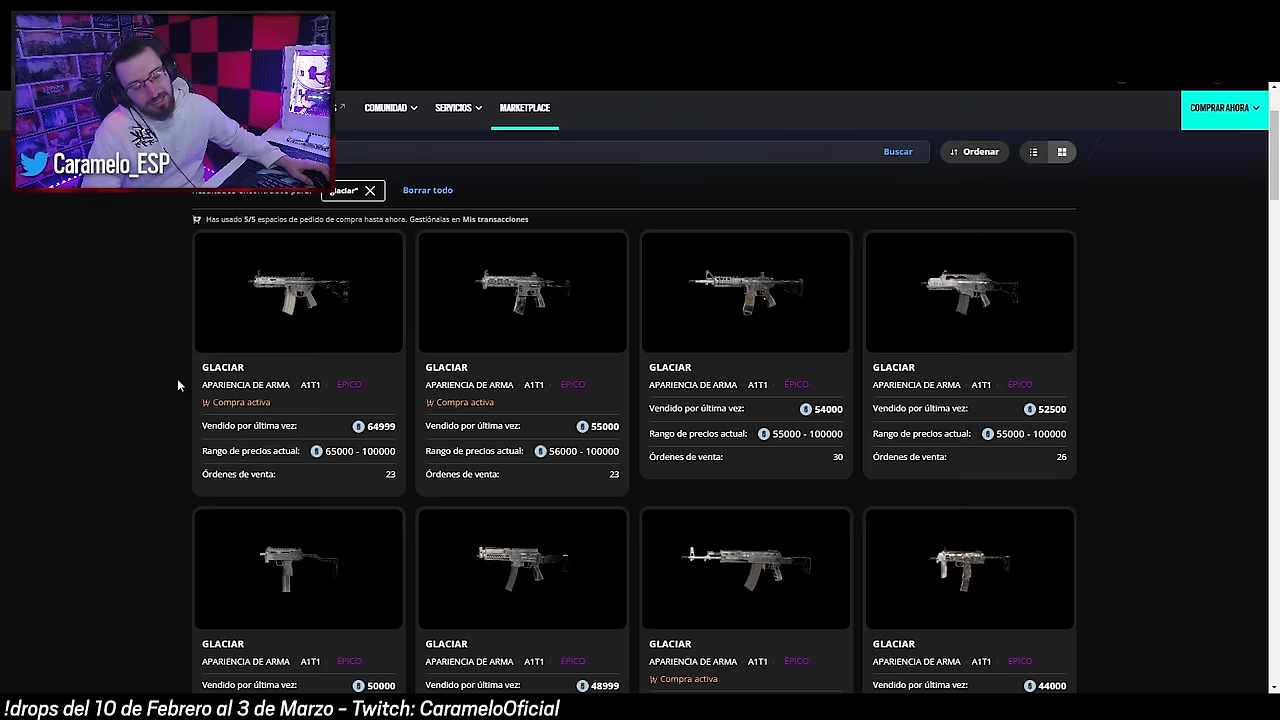 Caramelo_ESP
COMUNIDAD
SERVICIOS
MARKETPLACE
COMPRAR AHORA
Buscar
Ordenar
glaciar"
Borrar todo
Has usado 5/5 espacios de pedido de compra hasta ahora. Gestiónalas en Mis transacciones
GLACIAR
APARIENCIA DE ARMA A1T1 ÉPICO
Compra activa
Vendido por última vez: 64999
Rango de precios actual: 65000 - 100000
Órdenes de venta: 23
GLACIAR
APARIENCIA DE ARMA A1T1 ÉPICO
Compra activa
Vendido por última vez: 55000
Rango de precios actual: 56000 - 100000
Órdenes de venta: 23
GLACIAR
APARIENCIA DE ARMA A1T1 ÉPICO
Vendido por última vez: 54000
Rango de precios actual: 55000 - 100000
Órdenes de venta: 30
GLACIAR
APARIENCIA DE ARMA A1T1 ÉPICO
Vendido por última vez: 52500
Rango de precios actual: 55000 - 100000
Órdenes de venta: 26
GLACIAR
APARIENCIA DE ARMA A1T1 ÉPICO
Vendido por última vez: 50000
GLACIAR
APARIENCIA DE ARMA A1T1 ÉPICO
Vendido por última vez: 48999
GLACIAR
APARIENCIA DE ARMA A1T1 ÉPICO
Compra activa
GLACIAR
APARIENCIA DE ARMA A1T1 ÉPICO
Vendido por última vez: 44000
!drops del 10 de Febrero al 3 de Marzo - Twitch: CarameloOficial